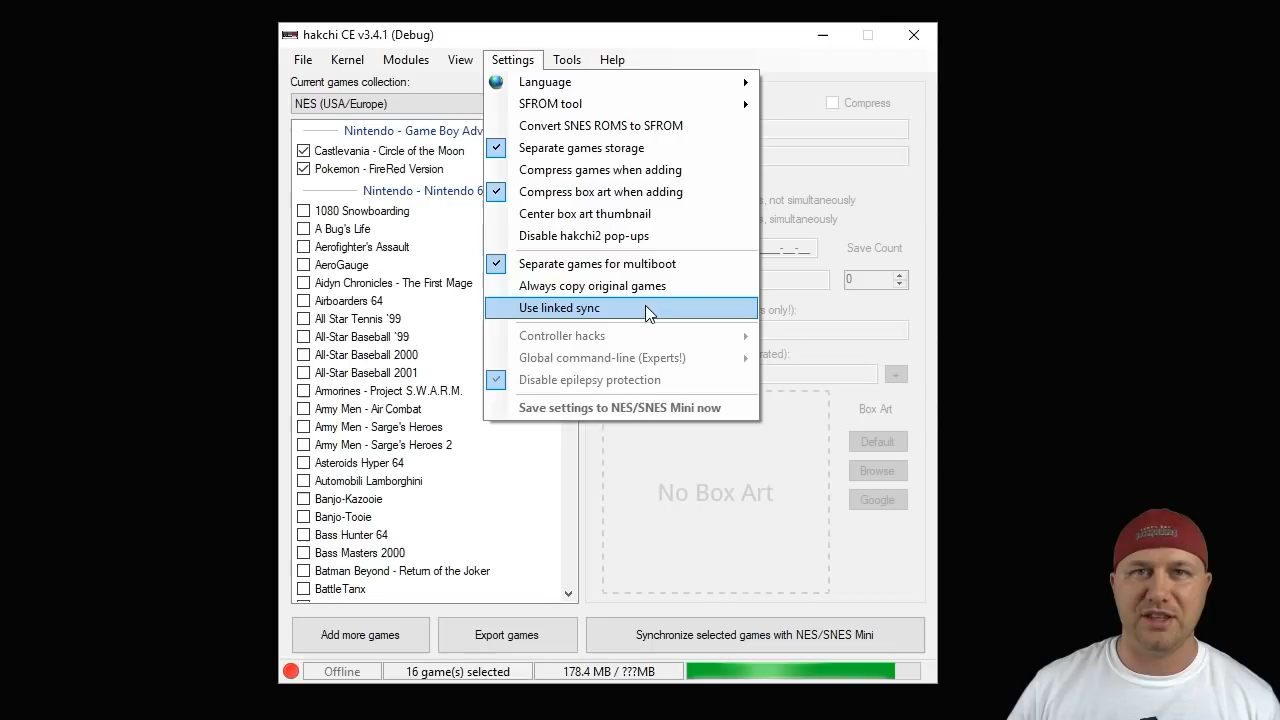 hakchi CE v3.4.1 (Debug)
File Kernel Modules View Settings Tools Help
Current games collection:
NES (USA/Europe)
Nintendo - Game Boy Adv
Castlevania - Circle of the Moon
Pokemon - FireRed Version
Nintendo - Nintendo 6
1080 Snowboarding
A Bug's Life
Aerofighter's Assault
AeroGauge
Aidyn Chronicles - The First Mage
Airboarders 64
All Star Tennis `99
All-Star Baseball `99
All-Star Baseball 2000
All-Star Baseball 2001
Armorines - Project S.W.A.R.M.
Army Men - Air Combat
Army Men - Sarge's Heroes
Army Men - Sarge's Heroes 2
Asteroids Hyper 64
Automobili Lamborghini
Banjo-Kazooie
Banjo-Tooie
Bass Hunter 64
Bass Masters 2000
Batman Beyond - Return of the Joker
BattleTanx
Language
SFROM tool
Convert SNES ROMS to SFROM
Separate games storage
Compress games when adding
Compress box art when adding
Center box art thumbnail
Disable hakchi2 pop-ups
Separate games for multiboot
Always copy original games
Use linked sync
Controller hacks
Global command-line (Experts!)
Disable epilepsy protection
Save settings to NES/SNES Mini now
Compress
s, not simultaneously
s, simultaneously
Save Count
0
s only!):
rated):
+
Box Art
Default
Browse
Google
No Box Art
Add more games
Export games
Synchronize selected games with NES/SNES Mini
Offline
16 game(s) selected
178.4 MB / ???MB